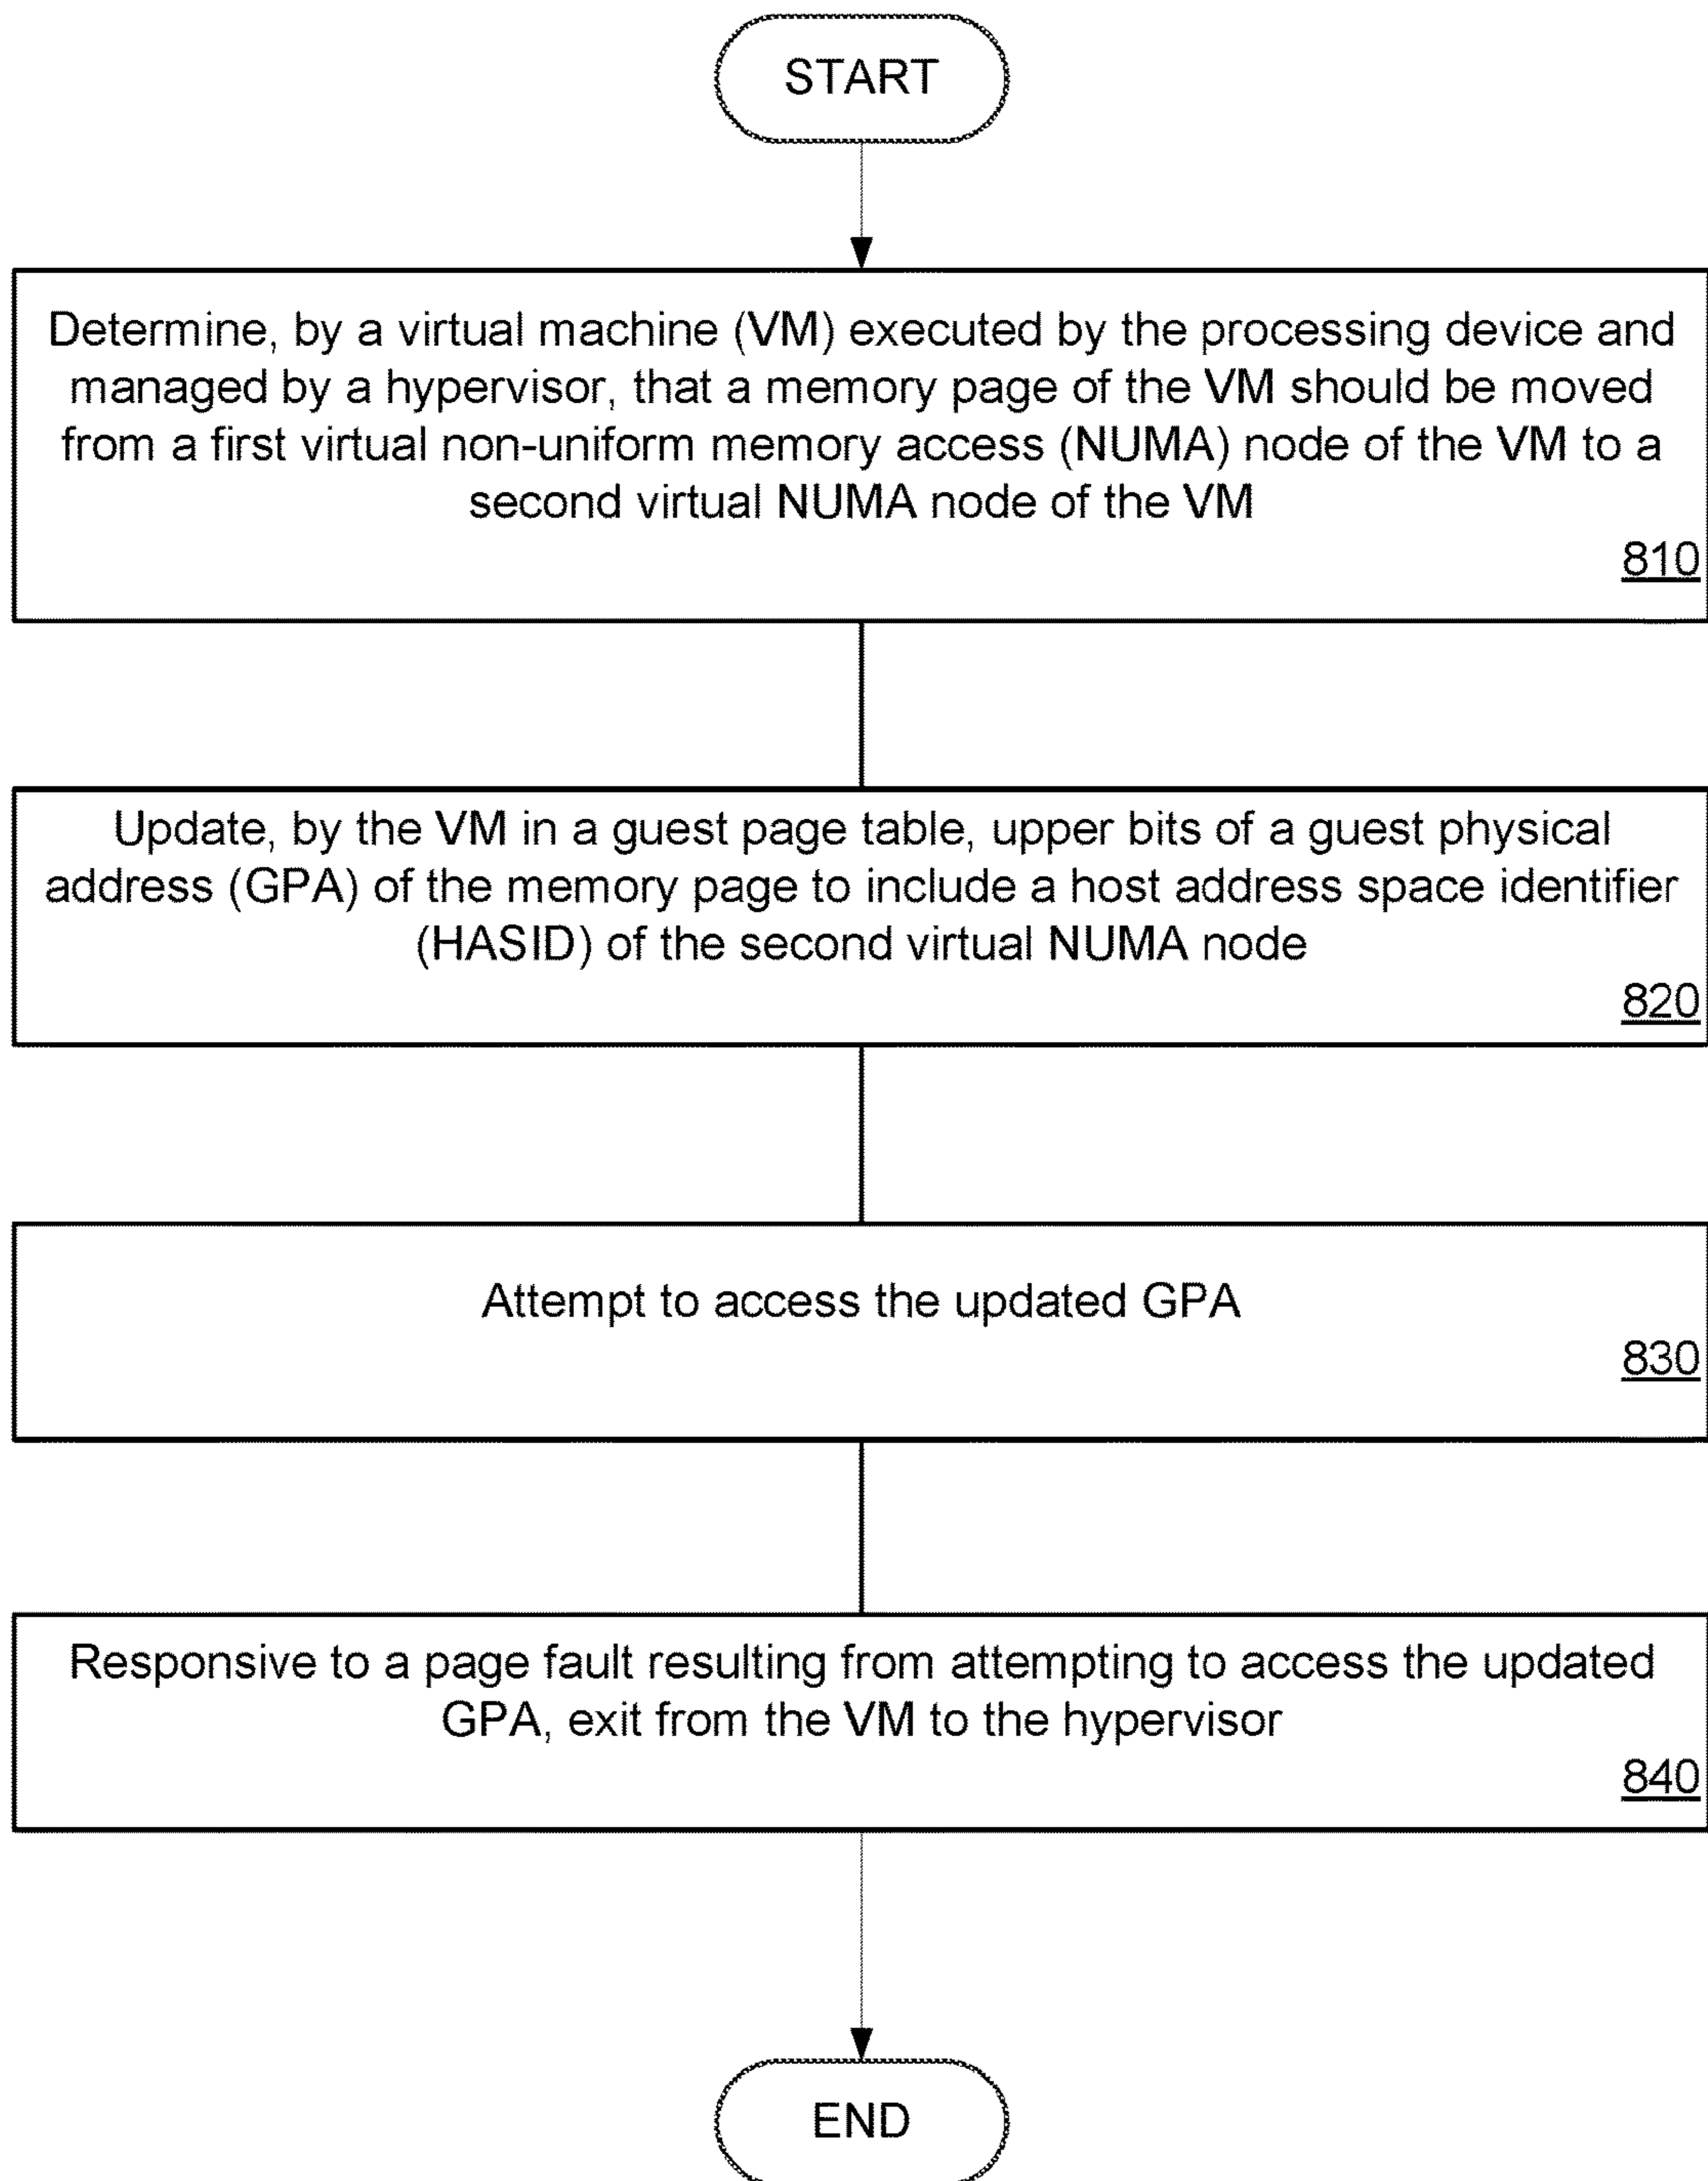 START
Determine, by a virtual machine (VM) executed by the processing device and
managed by a hypervisor, that a memory page of the VM should be moved
from a first virtual non-uniform memory access (NUMA) node of the VM to a
second virtual NUMA node of the VM
810
Update, by the VM in a guest page table, upper bits of a guest physical
address (GPA) of the memory page to include a host address space identifier
(HASID) of the second virtual NUMA node
820
Attempt to access the updated GPA
830
Responsive to a page fault resulting from attempting to access the updated
GPA, exit from the VM to the hypervisor
840
END